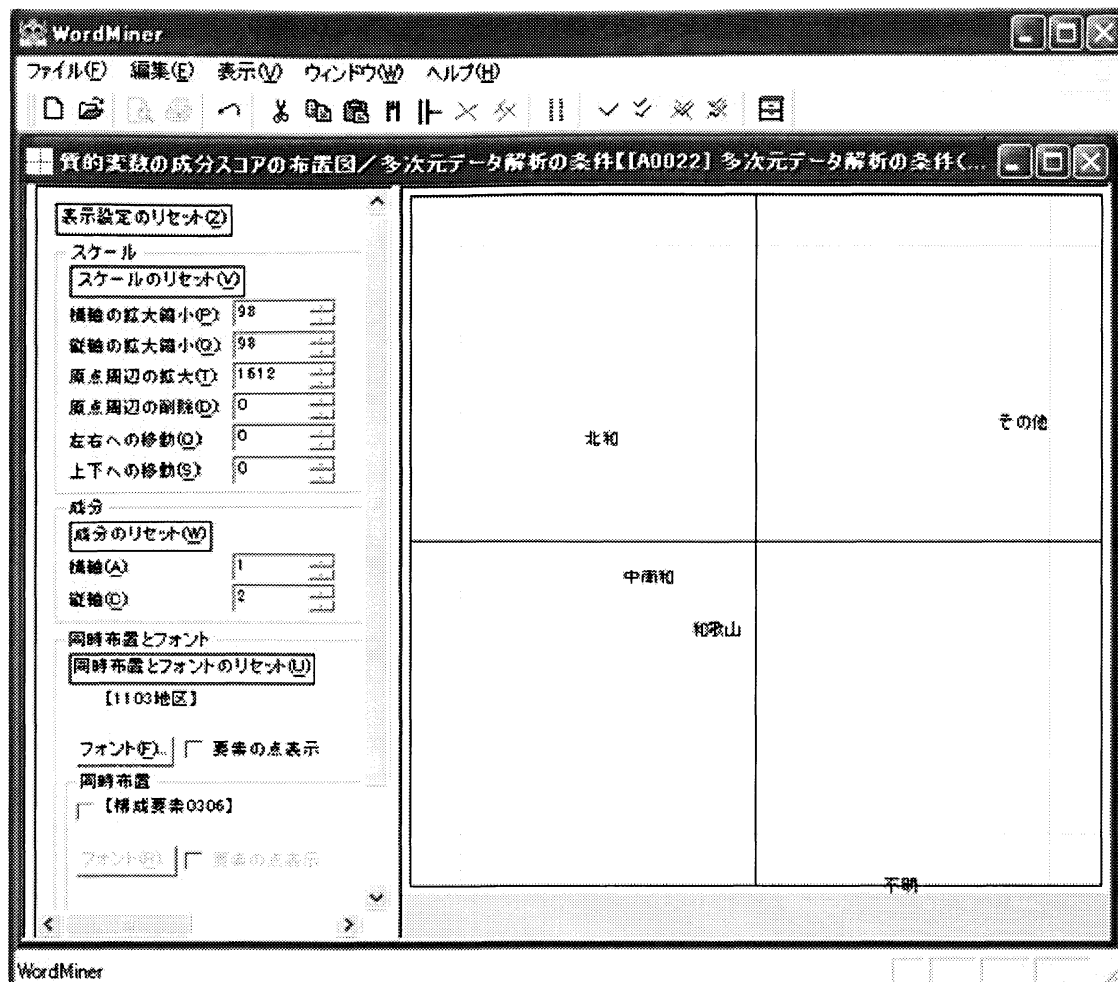 WordMiner
ファイル(F) 編集(E) 表示(V) ウィンドウ(W) ヘルプ(H)
質的変数の成分スコアの布置図／多次元データ解析の条件【[A0022] 多次元データ解析の条件(...
表示設定のリセット(Z)
スケール
スケールのリセット(V)
横軸の拡大縮小(P) 98
縦軸の拡大縮小(Q) 98
原点周辺の拡大(T) 1612
原点周辺の削除(D) 0
左右への移動(O) 0
上下への移動(S) 0
成分
成分のリセット(W)
横軸(A) 1
縦軸(C) 2
同時布置とフォント
同時布置とフォントのリセット(U)
【1103地区】
フォント(F)... 要素の点表示
同時布置
【構成要素0306】
フォント(R) 要素の点表示
その他
北和
中南和
和歌山
不明
WordMiner